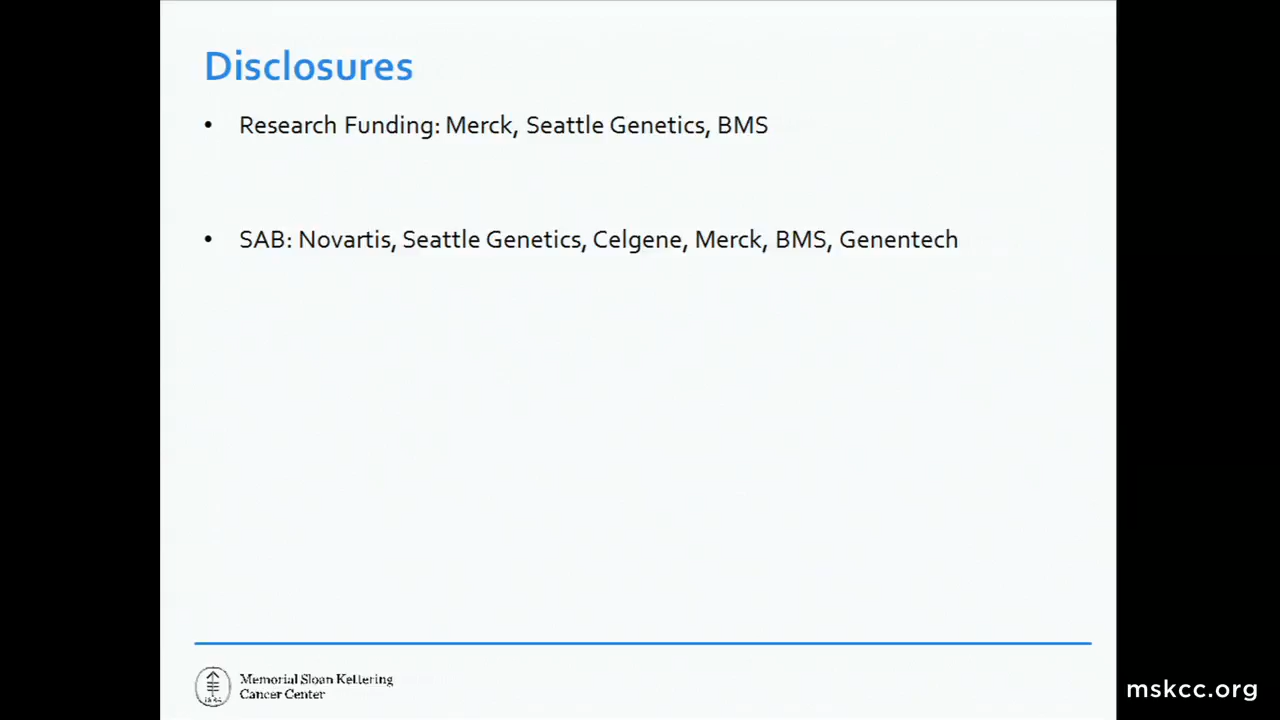 Disclosures
• Research Funding: Merck, Seattle Genetics, BMS
• SAB: Novartis, Seattle Genetics, Celgene, Merck, BMS, Genentech
Memorial Sloan Kettering
Cancer Center
mskcc.org